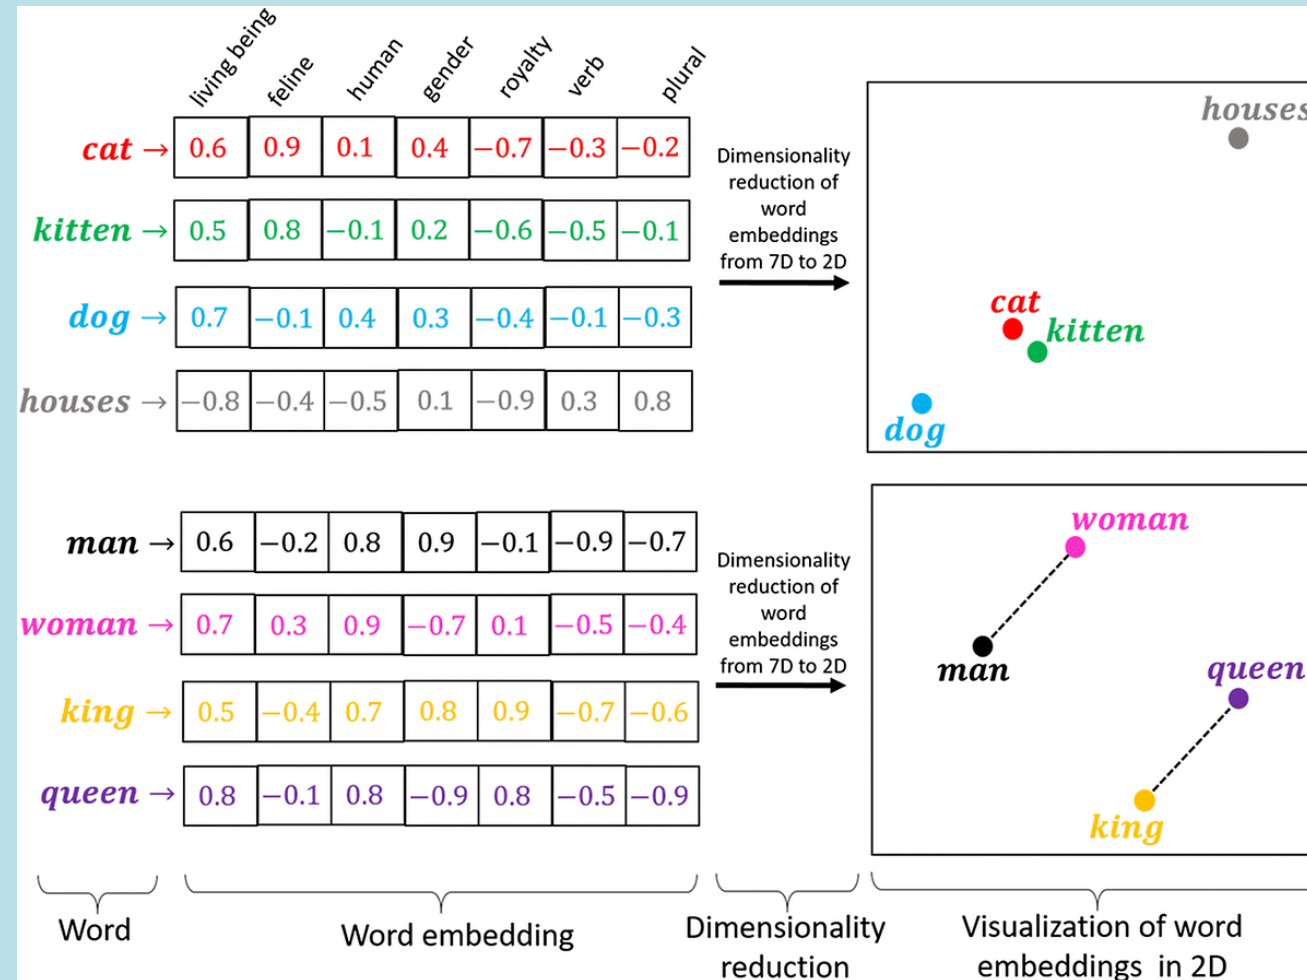 living being feline human gender royalty verb plural
cat → 0.6 0.9 0.1 0.4 −0.7 −0.3 −0.2
kitten → 0.5 0.8 −0.1 0.2 −0.6 −0.5 −0.1
dog → 0.7 −0.1 0.4 0.3 −0.4 −0.1 −0.3
houses → −0.8 −0.4 −0.5 0.1 −0.9 0.3 0.8
Dimensionality
reduction of
word
embeddings
from 7D to 2D
houses
cat
kitten
dog
man → 0.6 −0.2 0.8 0.9 −0.1 −0.9 −0.7
woman → 0.7 0.3 0.9 −0.7 0.1 −0.5 −0.4
king → 0.5 −0.4 0.7 0.8 0.9 −0.7 −0.6
queen → 0.8 −0.1 0.8 −0.9 0.8 −0.5 −0.9
Dimensionality
reduction of
word
embeddings
from 7D to 2D
woman
man
queen
king
Word
Word embedding
Dimensionality
reduction
Visualization of word
embeddings in 2D